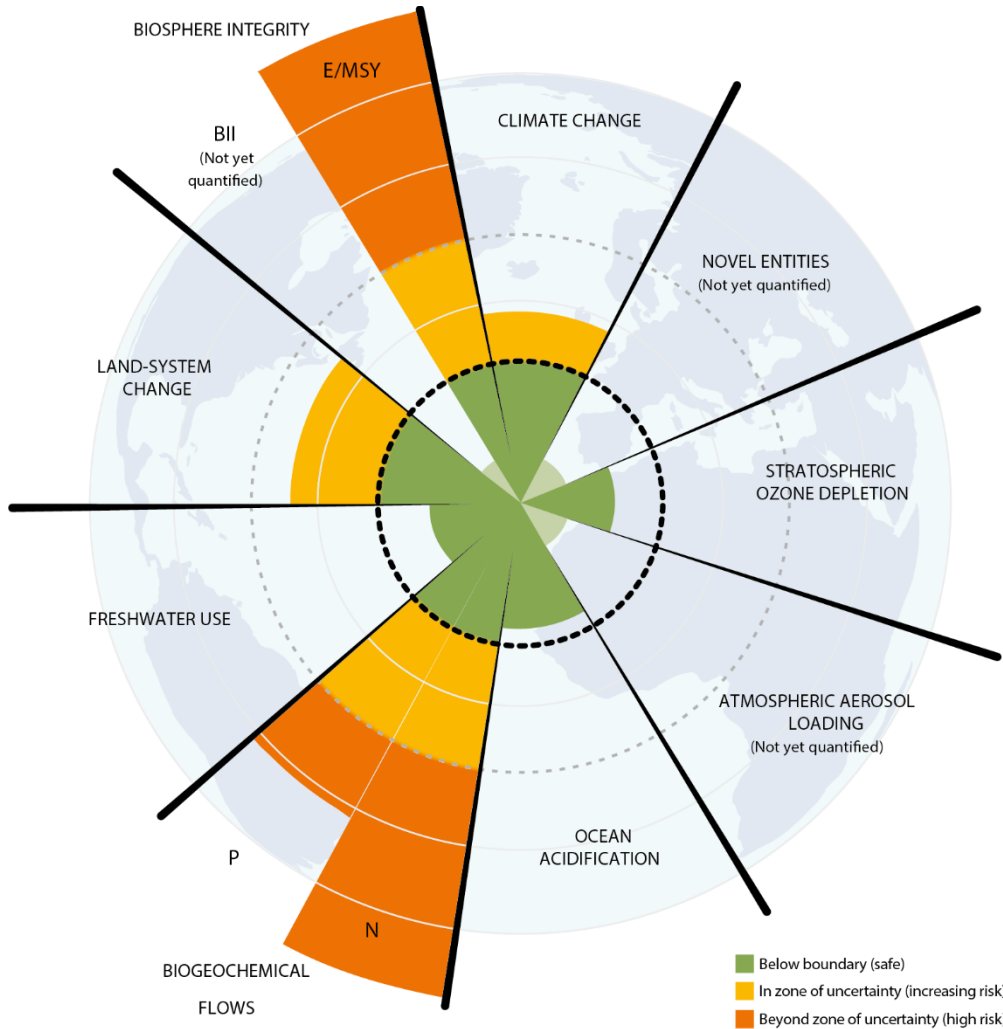 BIOSPHERE INTEGRITY
E/MSY
BII
(Not yet
quantified)
CLIMATE CHANGE
NOVEL ENTITIES
(Not yet quantified)
LAND-SYSTEM
CHANGE
STRATOSPHERIC
OZONE DEPLETION
FRESHWATER USE
ATMOSPHERIC AEROSOL
LOADING
(Not yet quantified)
OCEAN
ACIDIFICATION
P
N
BIOGEOCHEMICAL
FLOWS
Below boundary (safe)
In zone of uncertainty (increasing risk)
Beyond zone of uncertainty (high risk)